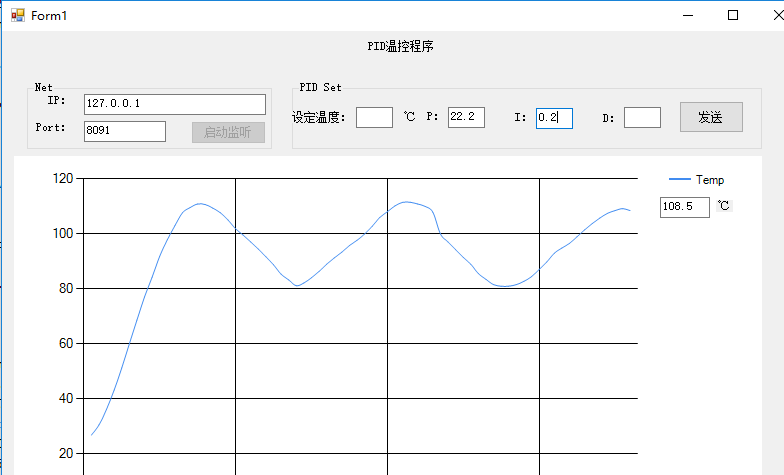 Form1
PID温控程序
Net
IP:
127.0.0.1
Port:
8091
启动监听
PID Set
设定温度:
℃
P:
22.2
I:
0.2
D:
发送
Temp
108.5
℃
120
100
80
60
40
20